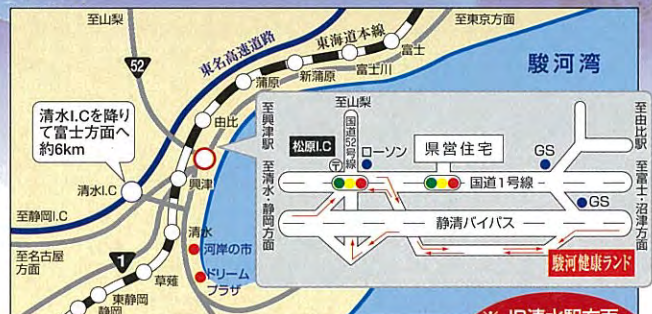 至山梨
至東京方面
東名高速道路
東海道本線
52
富士
富士川
新蒲原
蒲原
駿河湾
清水I.Cを降り
て富士方面へ
約6km
由比
興津
清水I.C
至静岡I.C
清水
河岸の市
ドリーム
プラザ
至名古屋
方面
1
草薙
東静岡
静岡
至山梨
至興津駅
至由比駅
松原I.C
国道52号線
ローソン
県営住宅
GS
国道1号線
GS
至清水・静岡方面
至富士・沼津方面
静清バイパス
駿河健康ランド